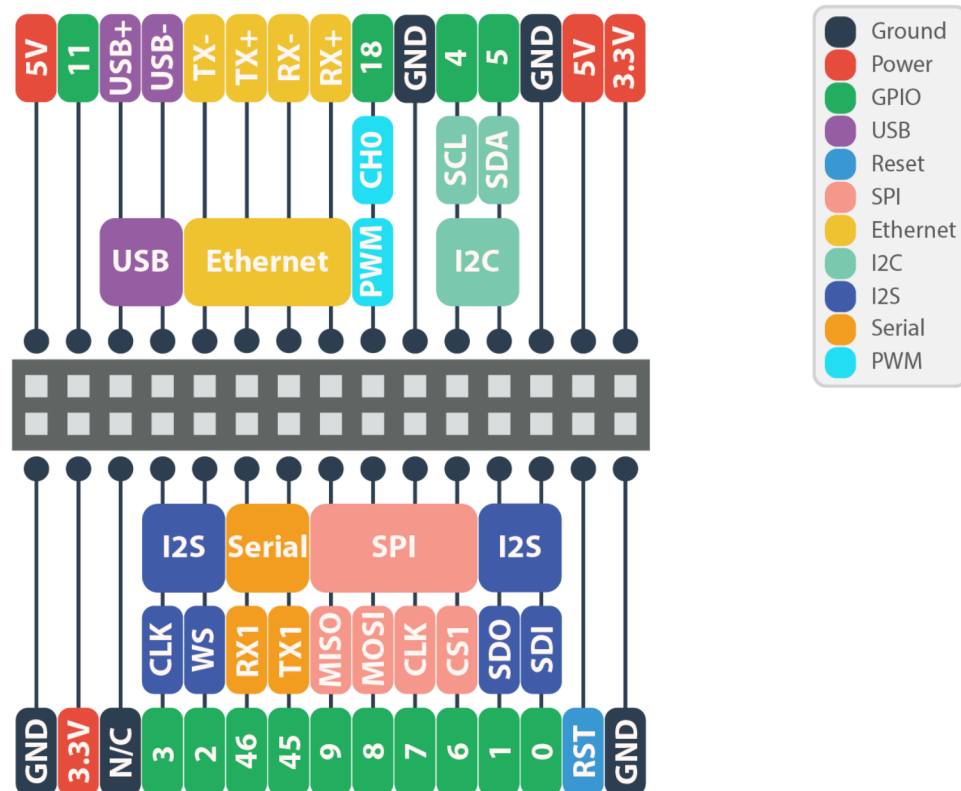 5V 11 USB+ USB- TX- TX+ RX- RX+ 18 GND 4 5 GND 5V 3.3V
CH0 SCL SDA
USB Ethernet PWM I2C
I2S Serial SPI I2S
CLK WS RX1 TX1 MISO MOSI CLK CS1 SDO SDI
GND 3.3V N/C 3 2 46 45 9 8 7 6 1 0 RST GND
Ground
Power
GPIO
USB
Reset
SPI
Ethernet
I2C
I2S
Serial
PWM